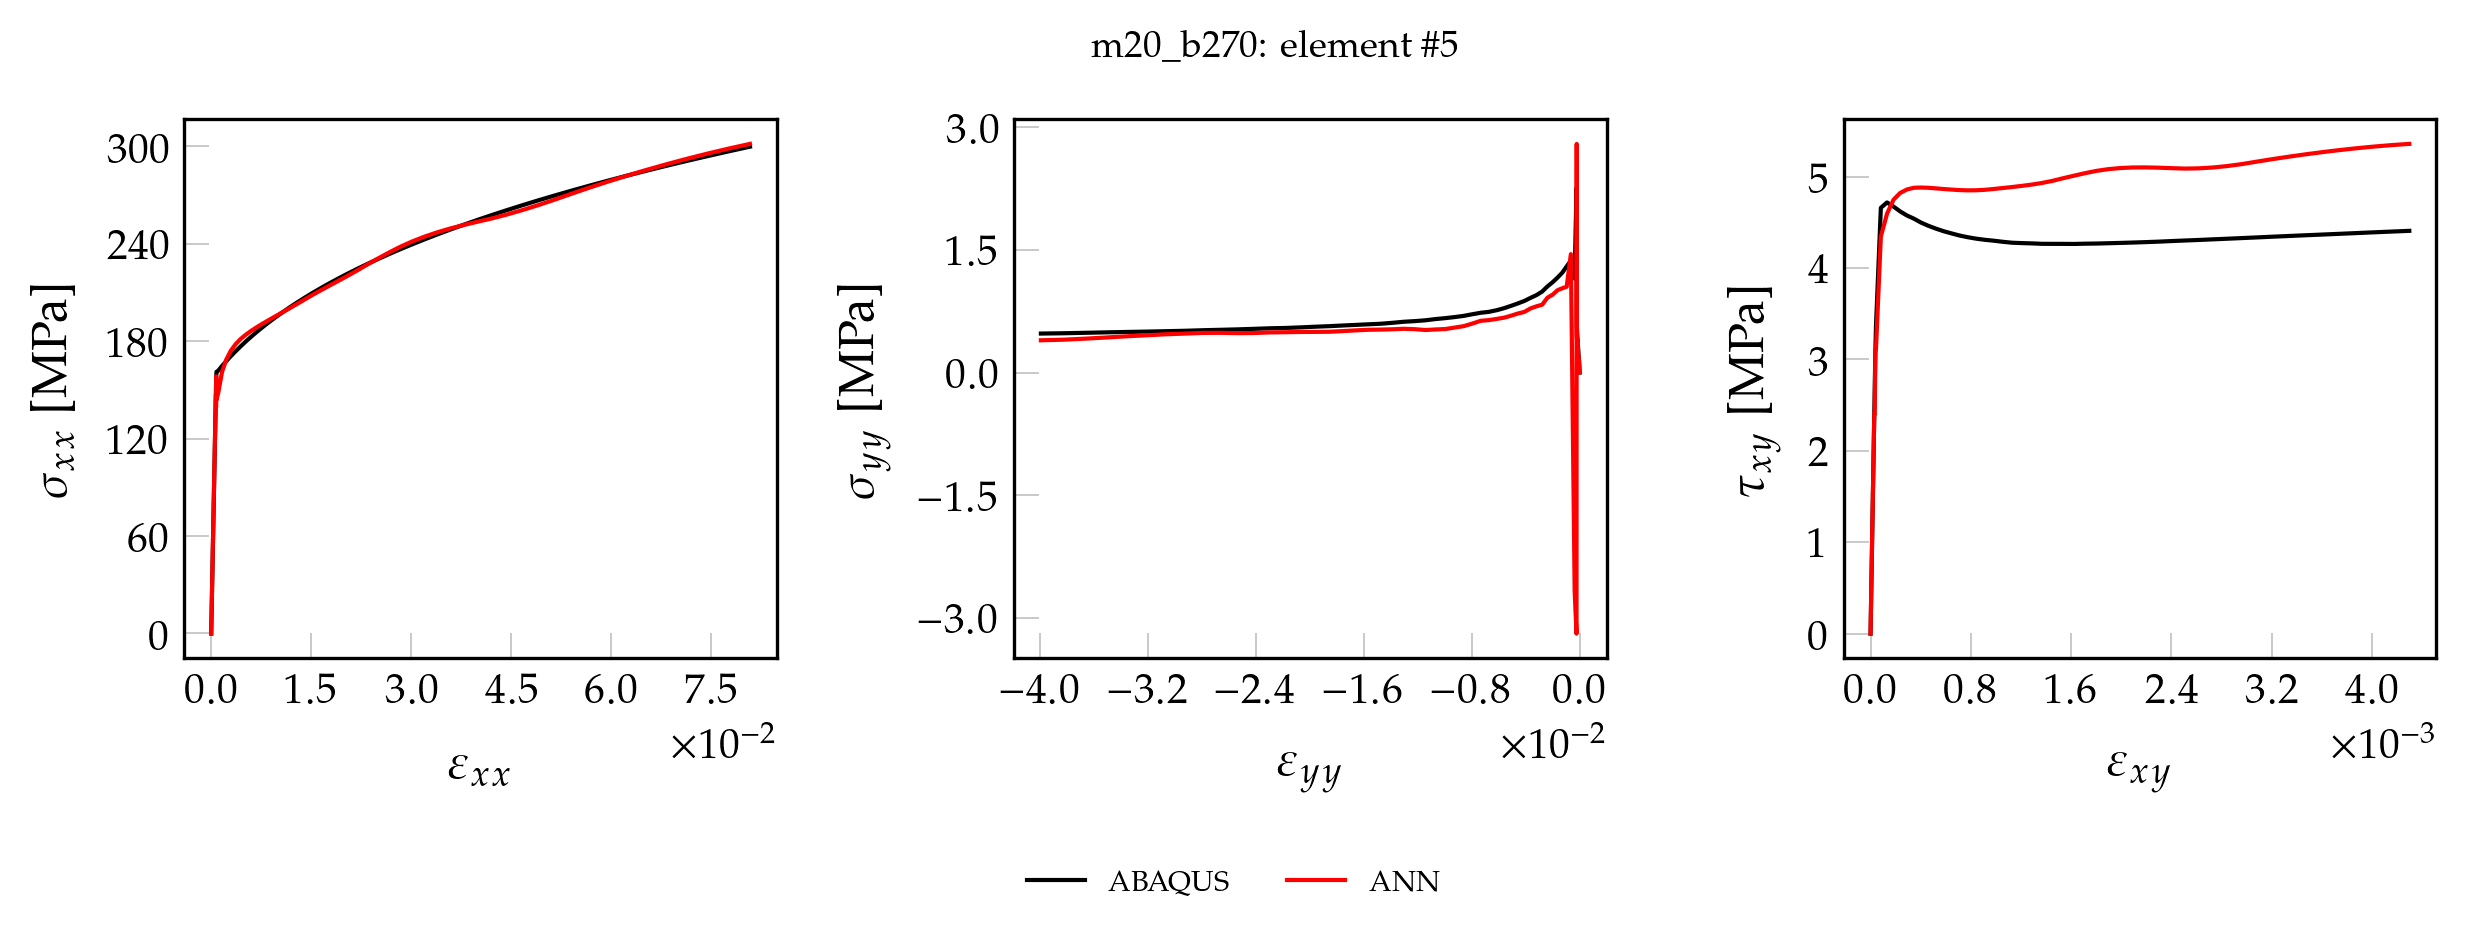 m20_b270: element #5
σxx [MPa]
300
240
180
120
60
0
0.0 1.5 3.0 4.5 6.0 7.5
×10−2
εxx
σyy [MPa]
3.0
1.5
0.0
−1.5
−3.0
−4.0 −3.2 −2.4 −1.6 −0.8 0.0
×10−2
εyy
τxy [MPa]
5
4
3
2
1
0
0.0 0.8 1.6 2.4 3.2 4.0
×10−3
εxy
ABAQUS ANN